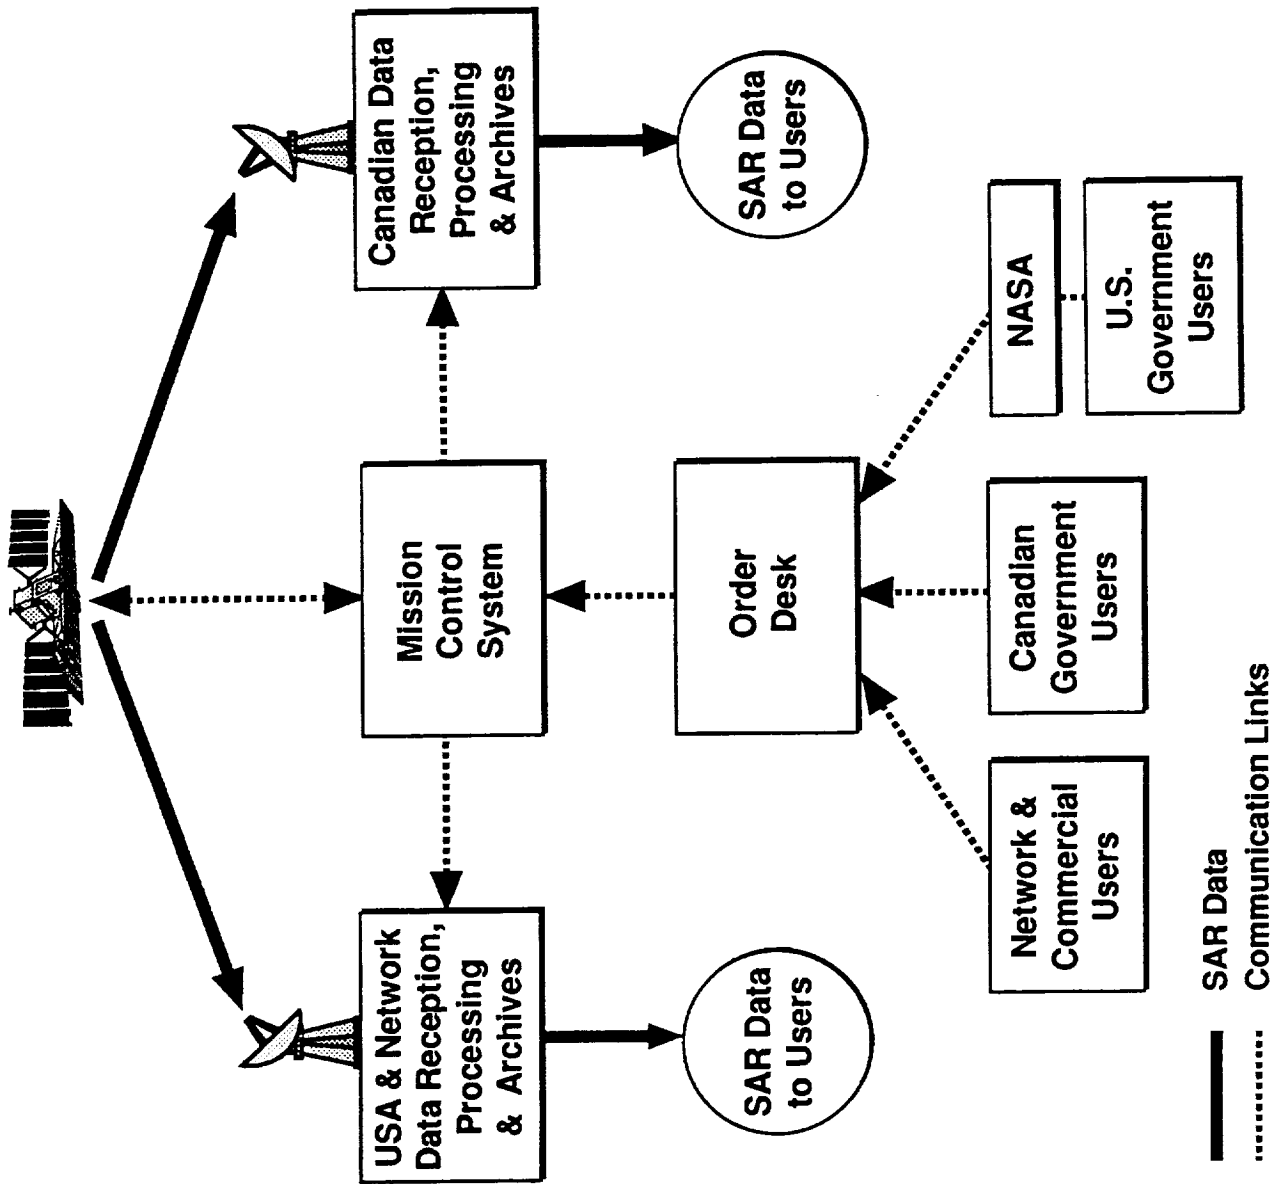 USA & Network
Data Reception,
Processing
& Archives
Mission
Control
System
Canadian Data
Reception,
Processing
& Archives
SAR Data
to Users
Order
Desk
SAR Data
to Users
Network &
Commercial
Users
Canadian
Government
Users
NASA
U.S.
Government
Users
SAR Data
Communication Links